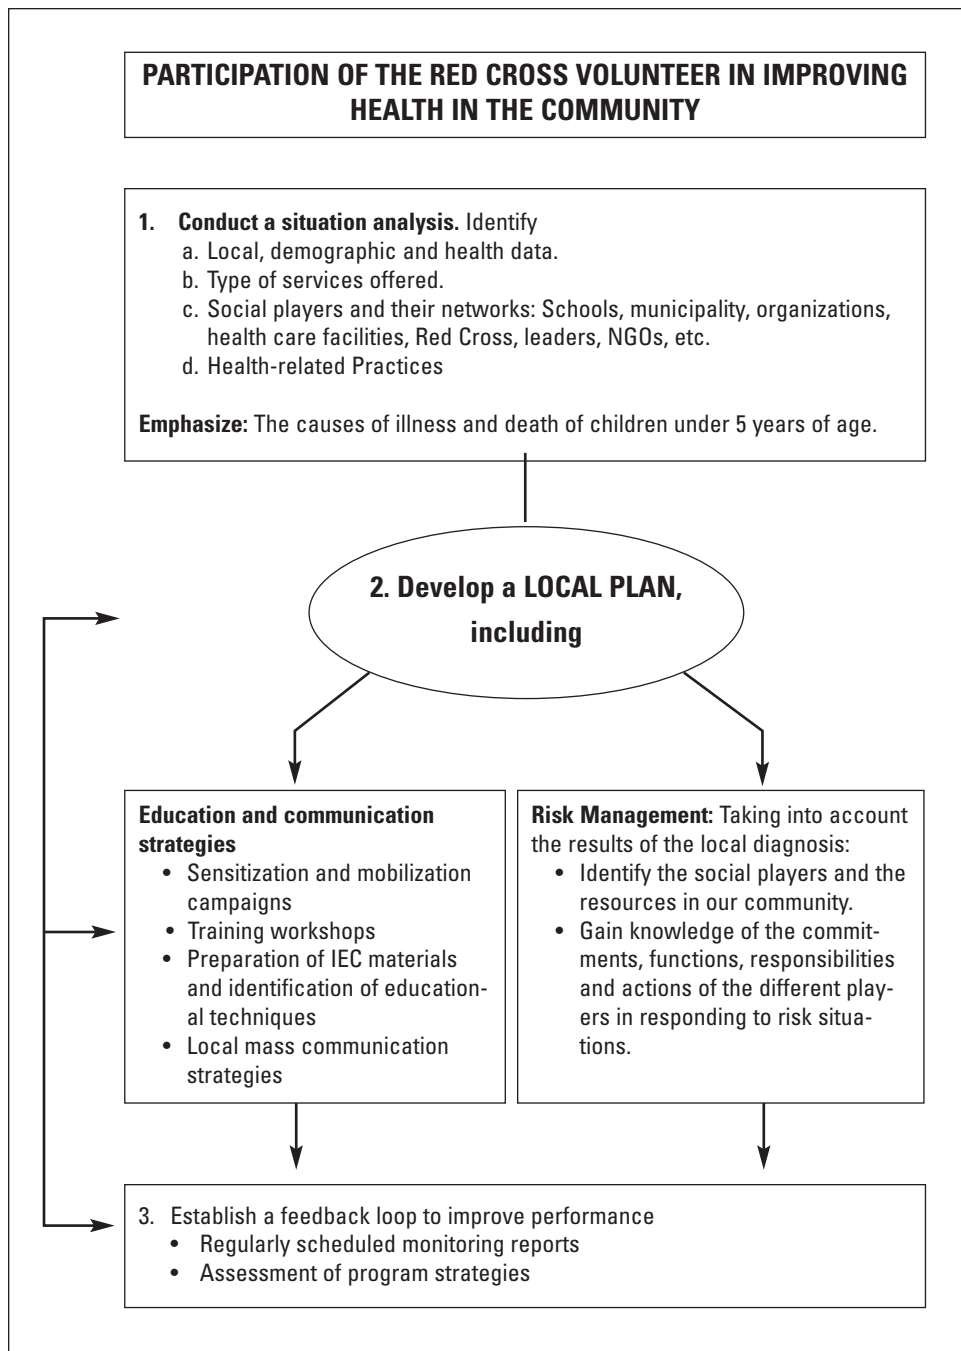 PARTICIPATION OF THE RED CROSS VOLUNTEER IN IMPROVING
HEALTH IN THE COMMUNITY
1. Conduct a situation analysis. Identify
a. Local, demographic and health data.
b. Type of services offered.
c. Social players and their networks: Schools, municipality, organizations,
health care facilities, Red Cross, leaders, NGOs, etc.
d. Health-related Practices
Emphasize: The causes of illness and death of children under 5 years of age.
2. Develop a LOCAL PLAN,
including
Education and communication
strategies
• Sensitization and mobilization
campaigns
• Training workshops
• Preparation of IEC materials
and identification of education-
al techniques
• Local mass communication
strategies
Risk Management: Taking into account
the results of the local diagnosis:
• Identify the social players and the
resources in our community.
• Gain knowledge of the commit-
ments, functions, responsibilities
and actions of the different play-
ers in responding to risk situa-
tions.
3. Establish a feedback loop to improve performance
• Regularly scheduled monitoring reports
• Assessment of program strategies